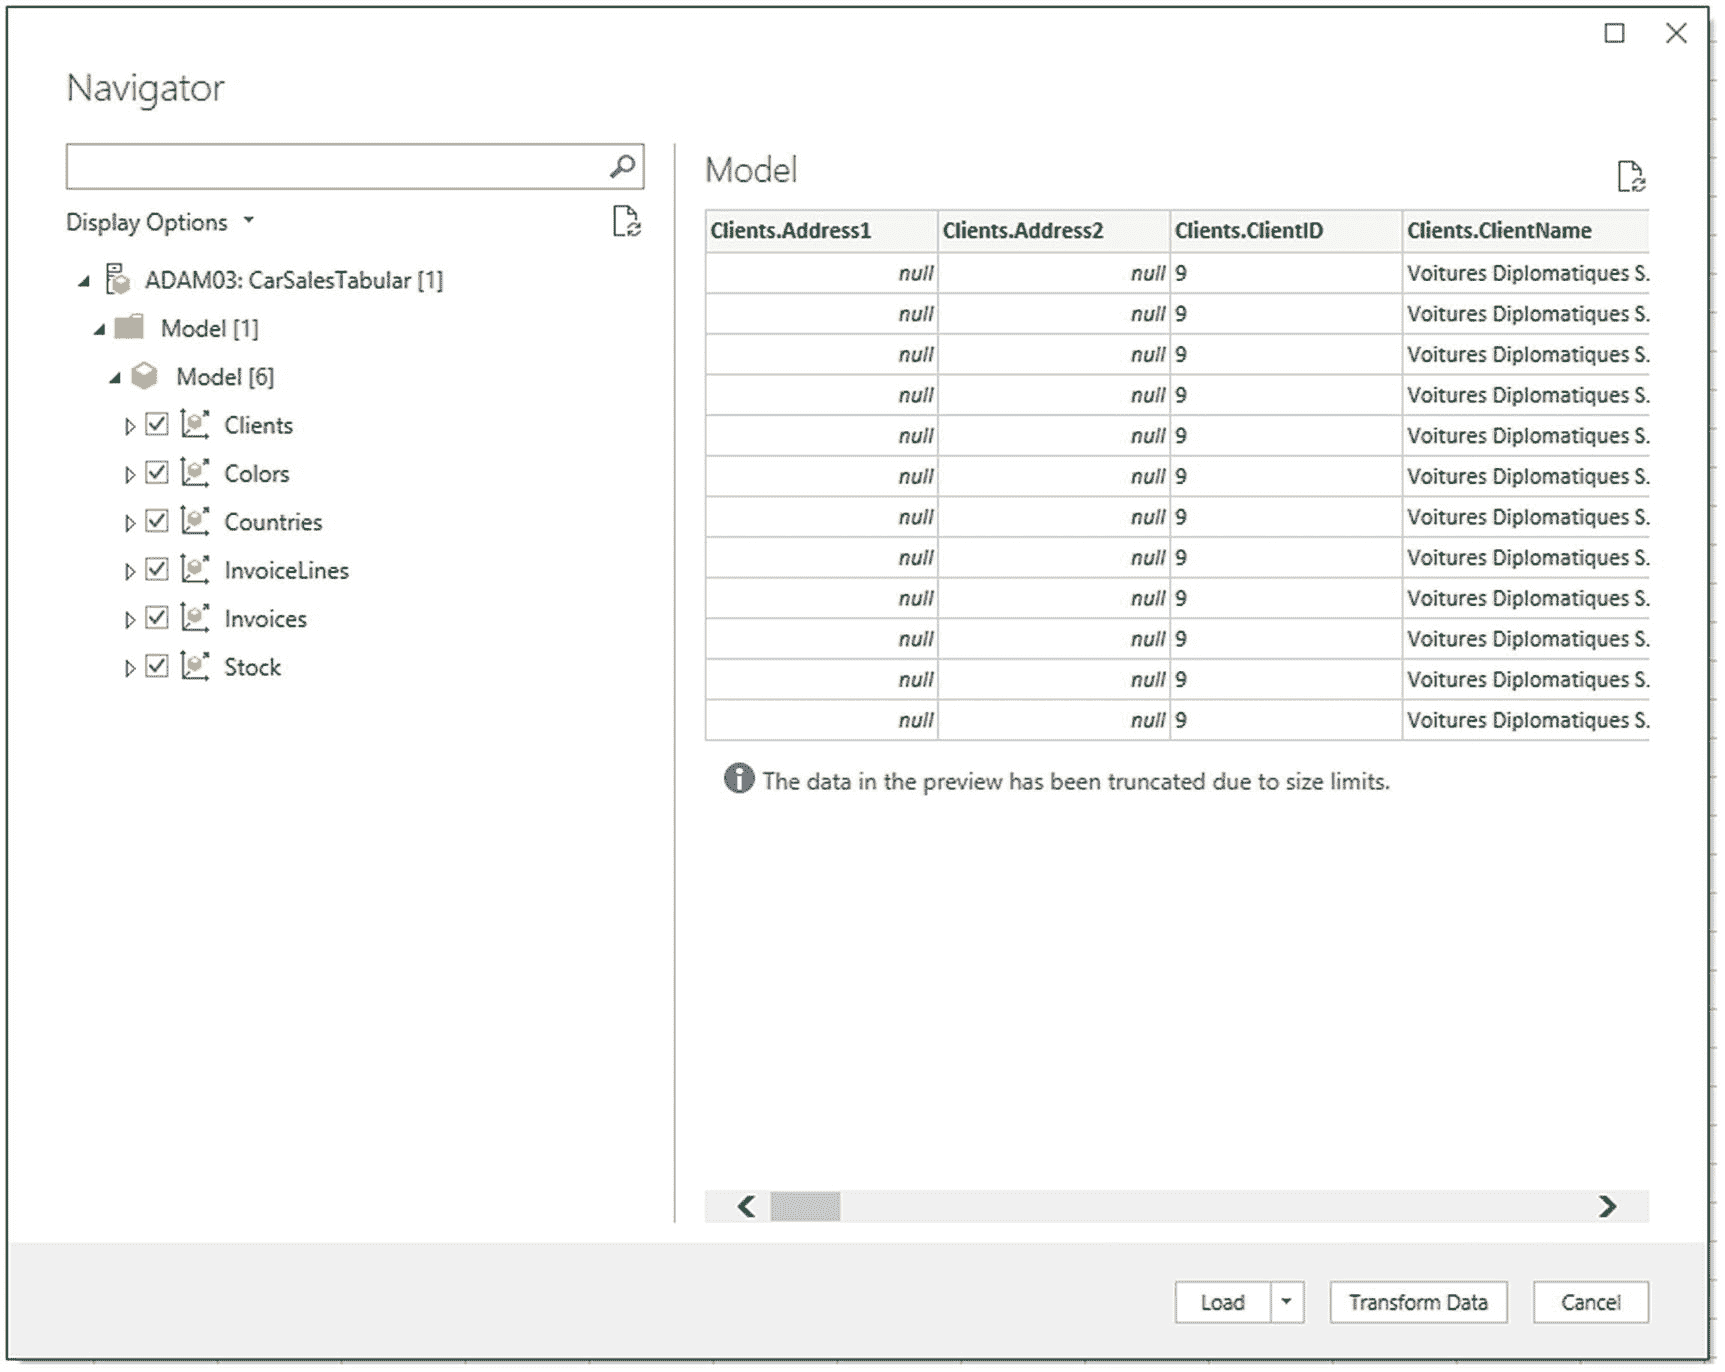 Navigator
Display Options
ADAM03: CarSalesTabular [1]
Model [1]
Model [6]
Clients
Colors
Countries
InvoiceLines
Invoices
Stock
Model
Clients.Address1 Clients.Address2 Clients.ClientID Clients.ClientName
null null 9 Voitures Diplomatiques S.
null null 9 Voitures Diplomatiques S.
null null 9 Voitures Diplomatiques S.
null null 9 Voitures Diplomatiques S.
null null 9 Voitures Diplomatiques S.
null null 9 Voitures Diplomatiques S.
null null 9 Voitures Diplomatiques S.
null null 9 Voitures Diplomatiques S.
null null 9 Voitures Diplomatiques S.
null null 9 Voitures Diplomatiques S.
null null 9 Voitures Diplomatiques S.
null null 9 Voitures Diplomatiques S.
The data in the preview has been truncated due to size limits.
Load Transform Data Cancel